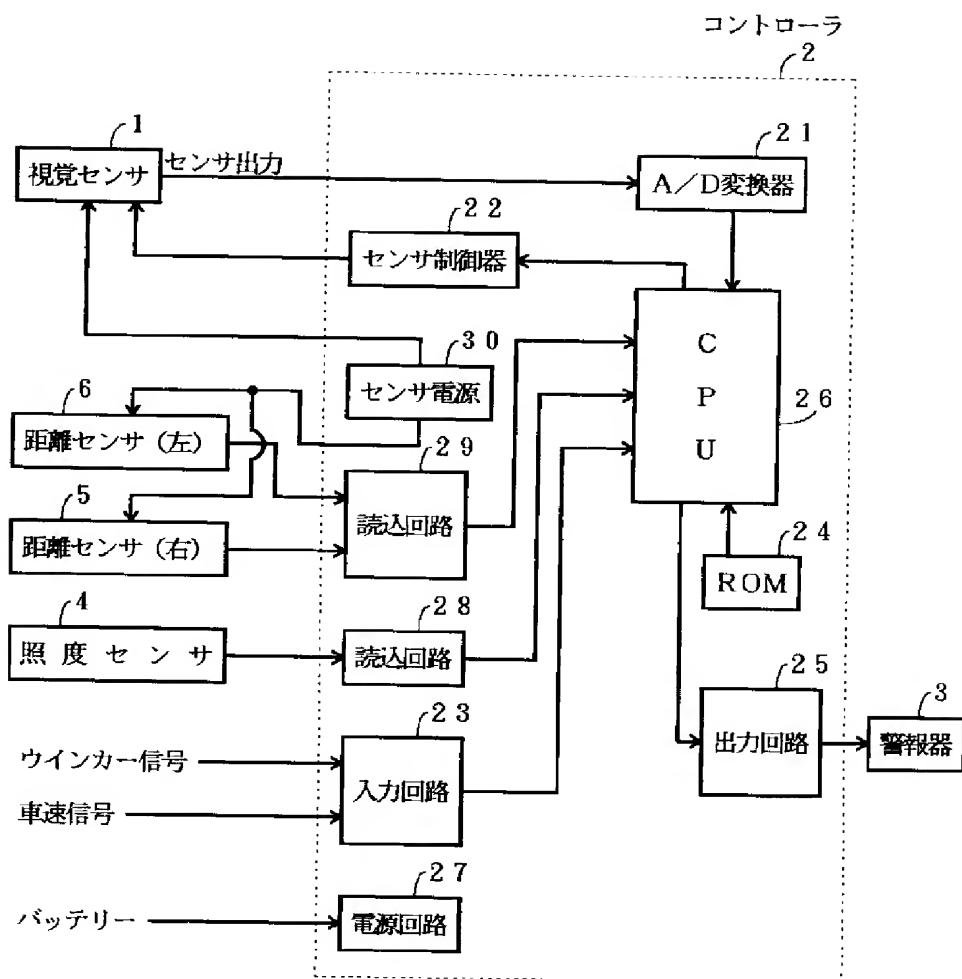 コントローラ
2
1
視覚センサ
センサ出力
21
A/D変換器
22
センサ制御器
30
センサ電源
CPU
26
6
距離センサ(左)
29
読込回路
5
距離センサ(右)
24
ROM
4
照度センサ
28
読込回路
25
出力回路
3
警報器
23
ウインカー信号
入力回路
車速信号
27
バッテリー
電源回路